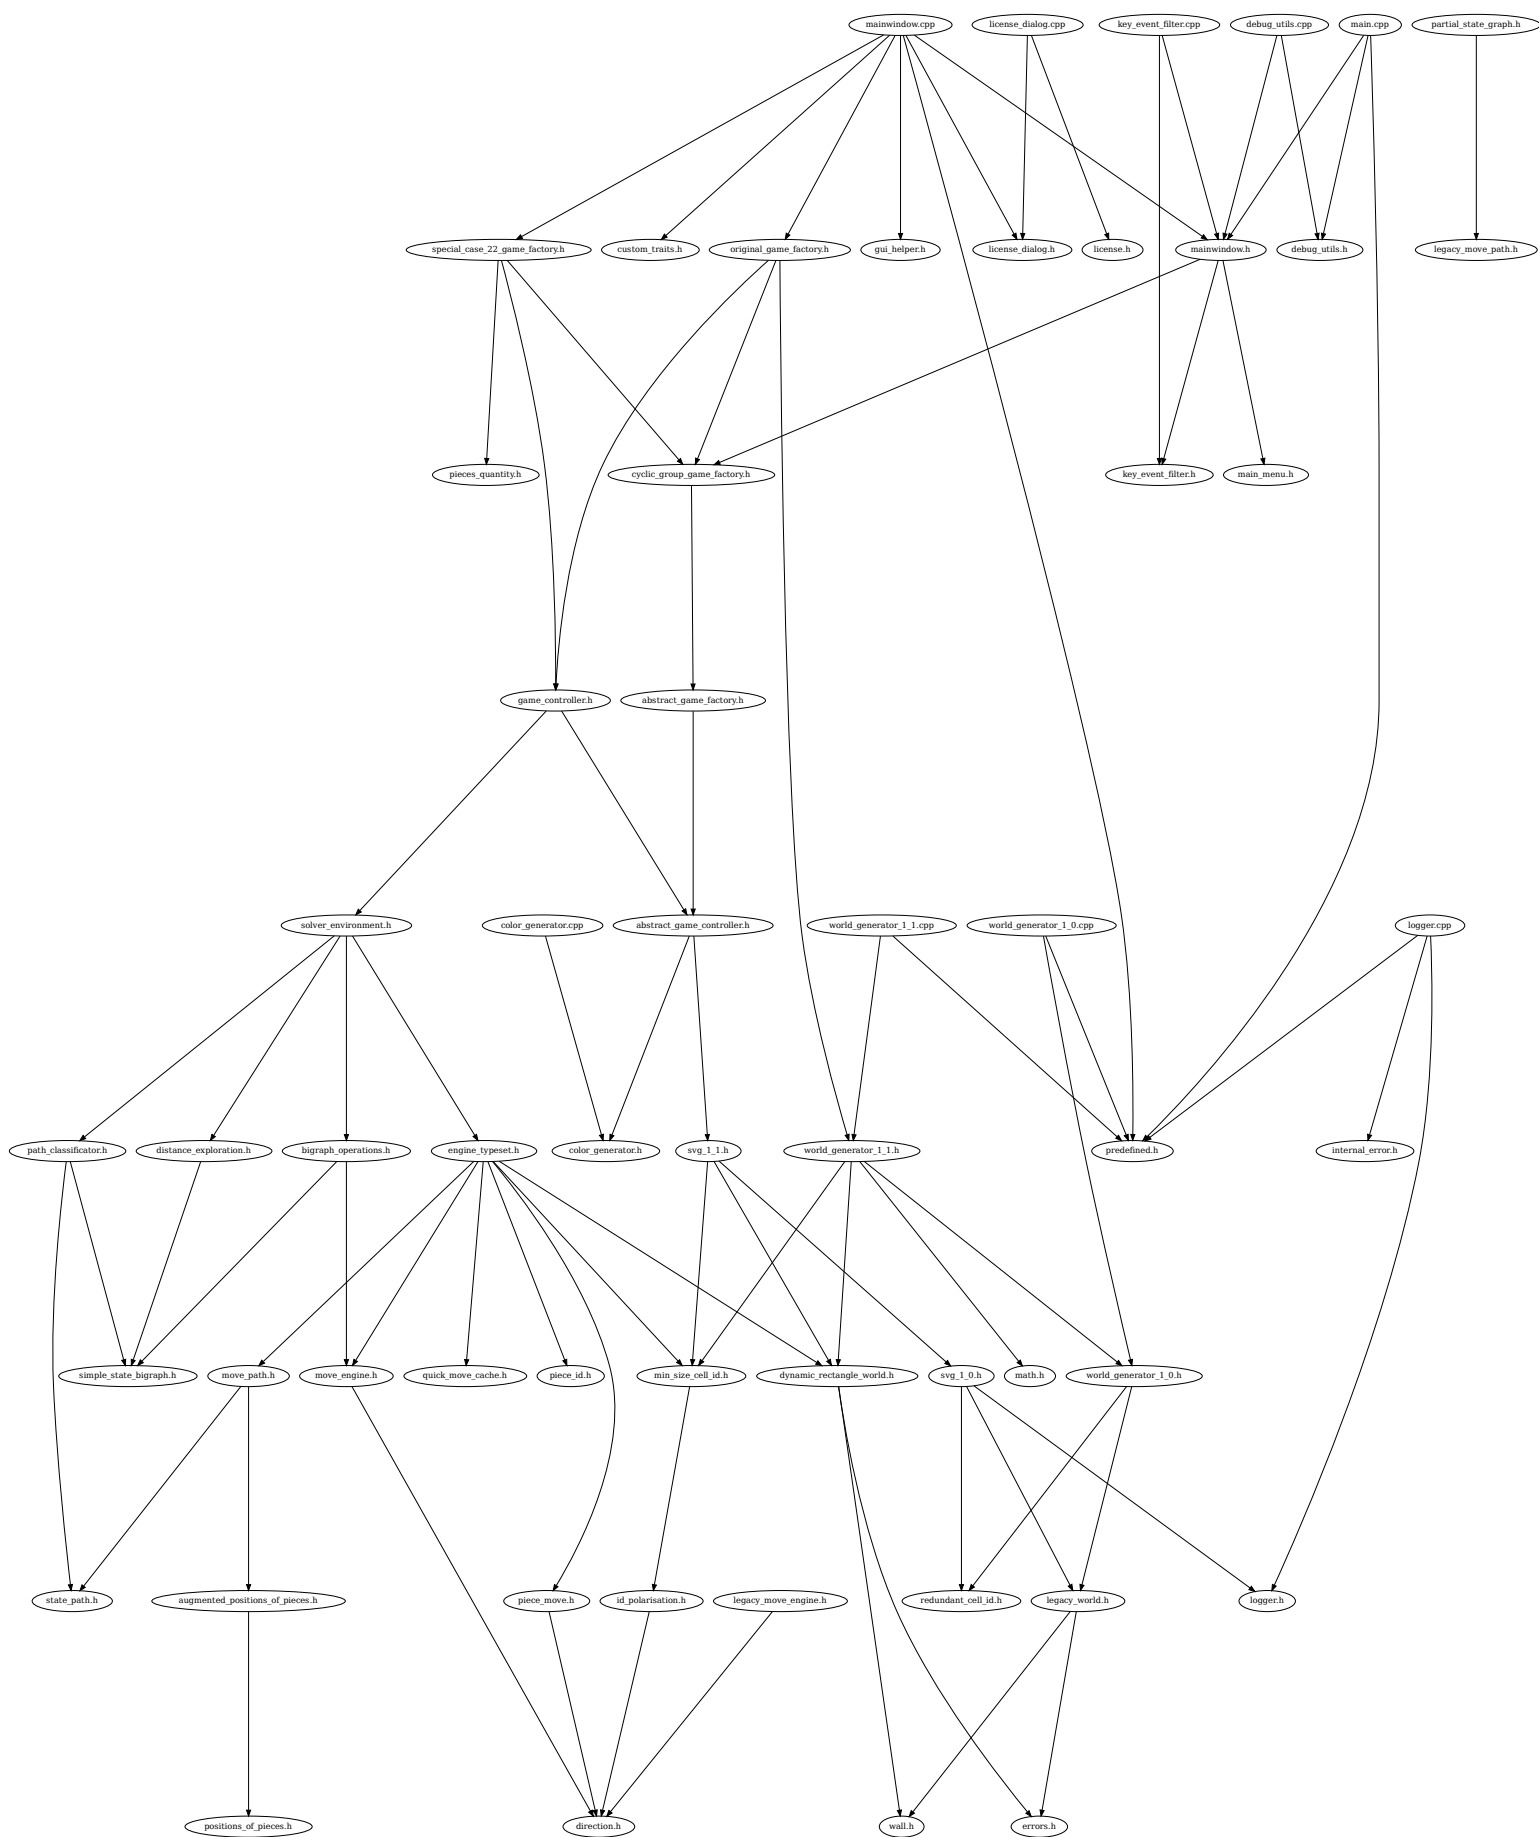 mainwindow.cpp
license_dialog.cpp
key_event_filter.cpp
debug_utils.cpp
main.cpp
partial_state_graph.h
special_case_22_game_factory.h
custom_traits.h
original_game_factory.h
gui_helper.h
license_dialog.h
license.h
mainwindow.h
debug_utils.h
legacy_move_path.h
pieces_quantity.h
cyclic_group_game_factory.h
key_event_filter.h
main_menu.h
game_controller.h
abstract_game_factory.h
solver_environment.h
color_generator.cpp
abstract_game_controller.h
world_generator_1_1.cpp
world_generator_1_0.cpp
logger.cpp
path_classificator.h
distance_exploration.h
bigraph_operations.h
engine_typeset.h
color_generator.h
svg_1_1.h
world_generator_1_1.h
predefined.h
internal_error.h
simple_state_bigraph.h
move_path.h
move_engine.h
quick_move_cache.h
piece_id.h
min_size_cell_id.h
dynamic_rectangle_world.h
svg_1_0.h
math.h
world_generator_1_0.h
state_path.h
augmented_positions_of_pieces.h
piece_move.h
id_polarisation.h
legacy_move_engine.h
redundant_cell_id.h
legacy_world.h
logger.h
positions_of_pieces.h
direction.h
wall.h
errors.h